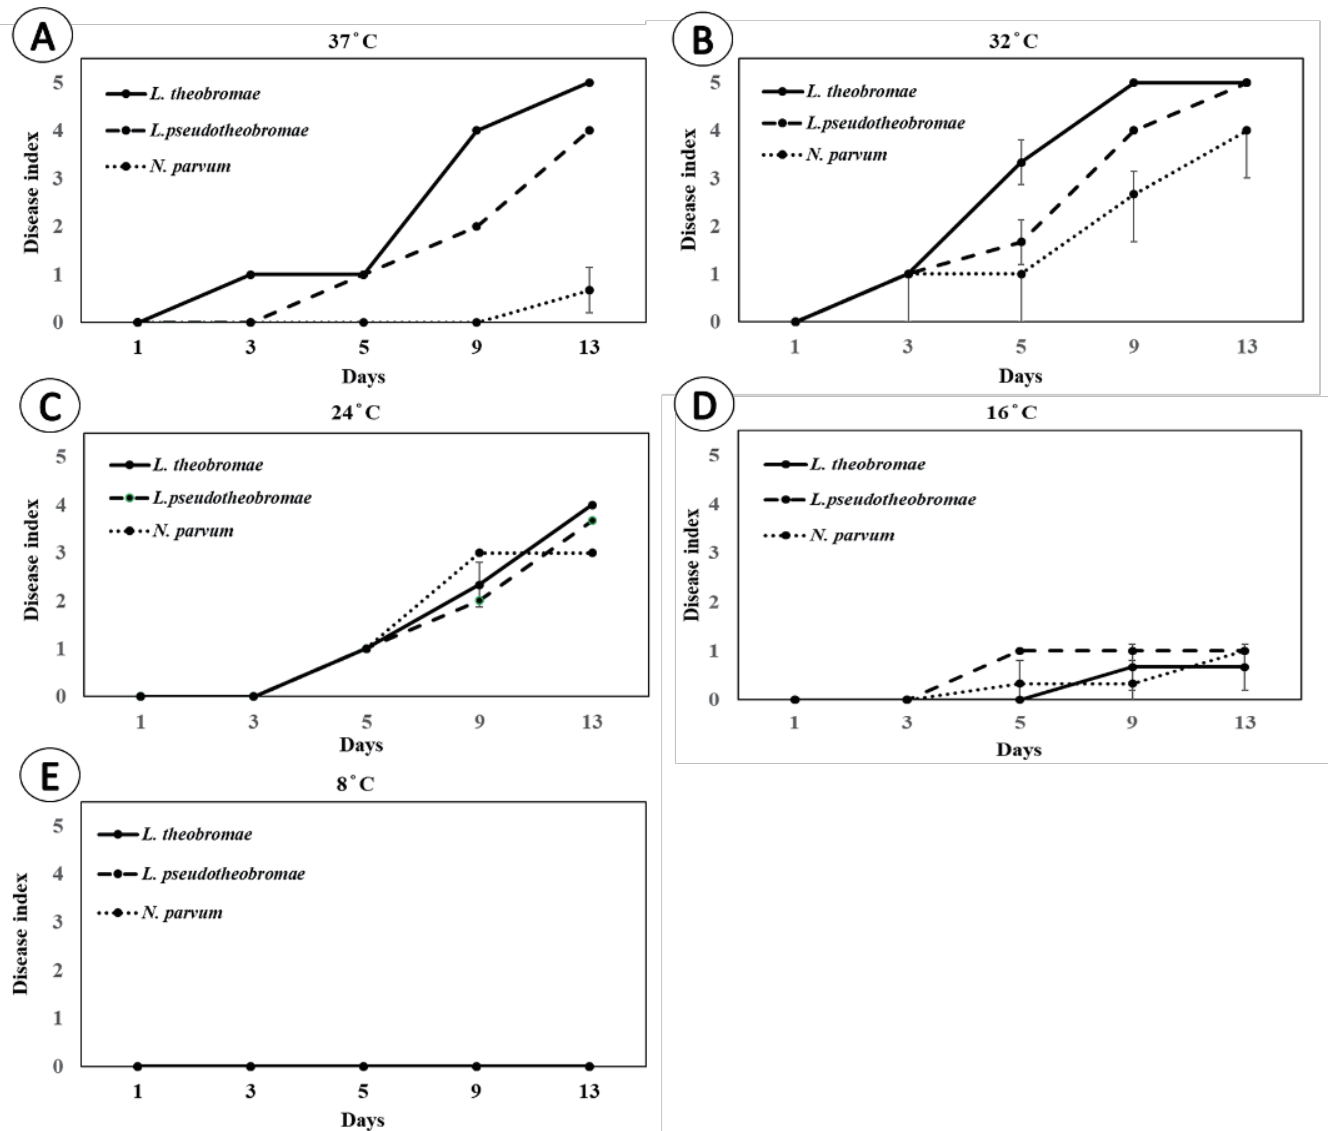 A
37°C
5
4
3
2
1
0
Disease index
L. theobromae
L.pseudotheobromae
N. parvum
1 3 5 9 13
Days
B
32°C
5
4
3
2
1
0
Disease index
L. theobromae
L.pseudotheobromae
N. parvum
1 3 5 9 13
Days
C
24°C
5
4
3
2
1
0
Disease index
L. theobromae
L.pseudotheobromae
N. parvum
1 3 5 9 13
Days
D
16°C
5
4
3
2
1
0
Disease index
L. theobromae
L.pseudotheobromae
N. parvum
1 3 5 9 13
Days
E
8°C
5
4
3
2
1
0
Disease index
L. theobromae
L. pseudotheobromae
N. parvum
1 3 5 9 13
Days